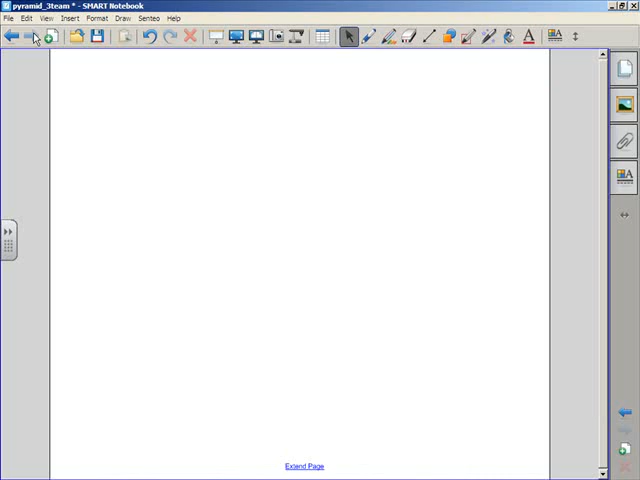 pyramid_3team * - SMART Notebook
File Edit View Insert Format Draw Senteo Help
Extend Page